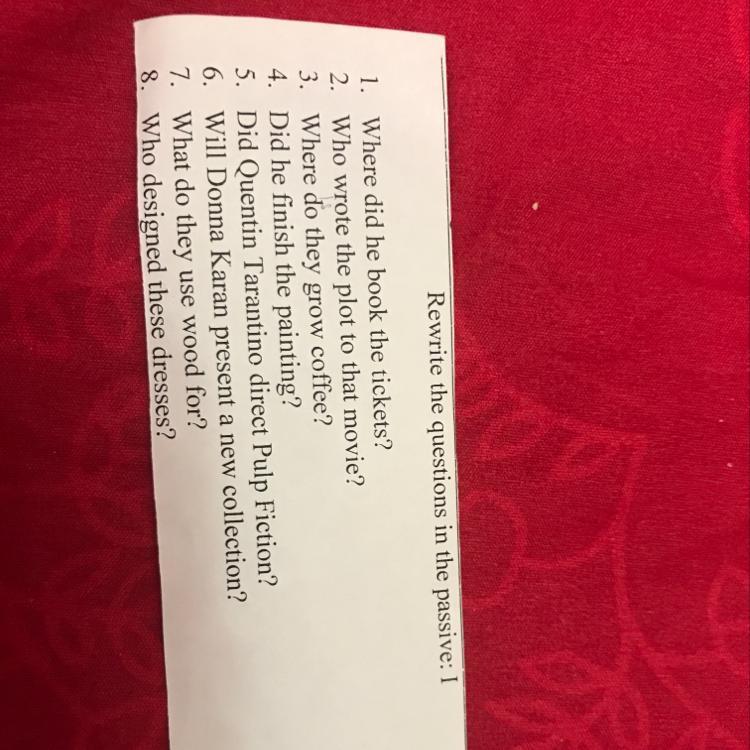 Rewrite the questions in the passive: I
1. Where did he book the tickets?
2. Who wrote the plot to that movie?
3. Where do they grow coffee?
4. Did he finish the painting?
5. Did Quentin Tarantino direct Pulp Fiction?
6. Will Donna Karan present a new collection?
7. What do they use wood for?
8. Who designed these dresses?